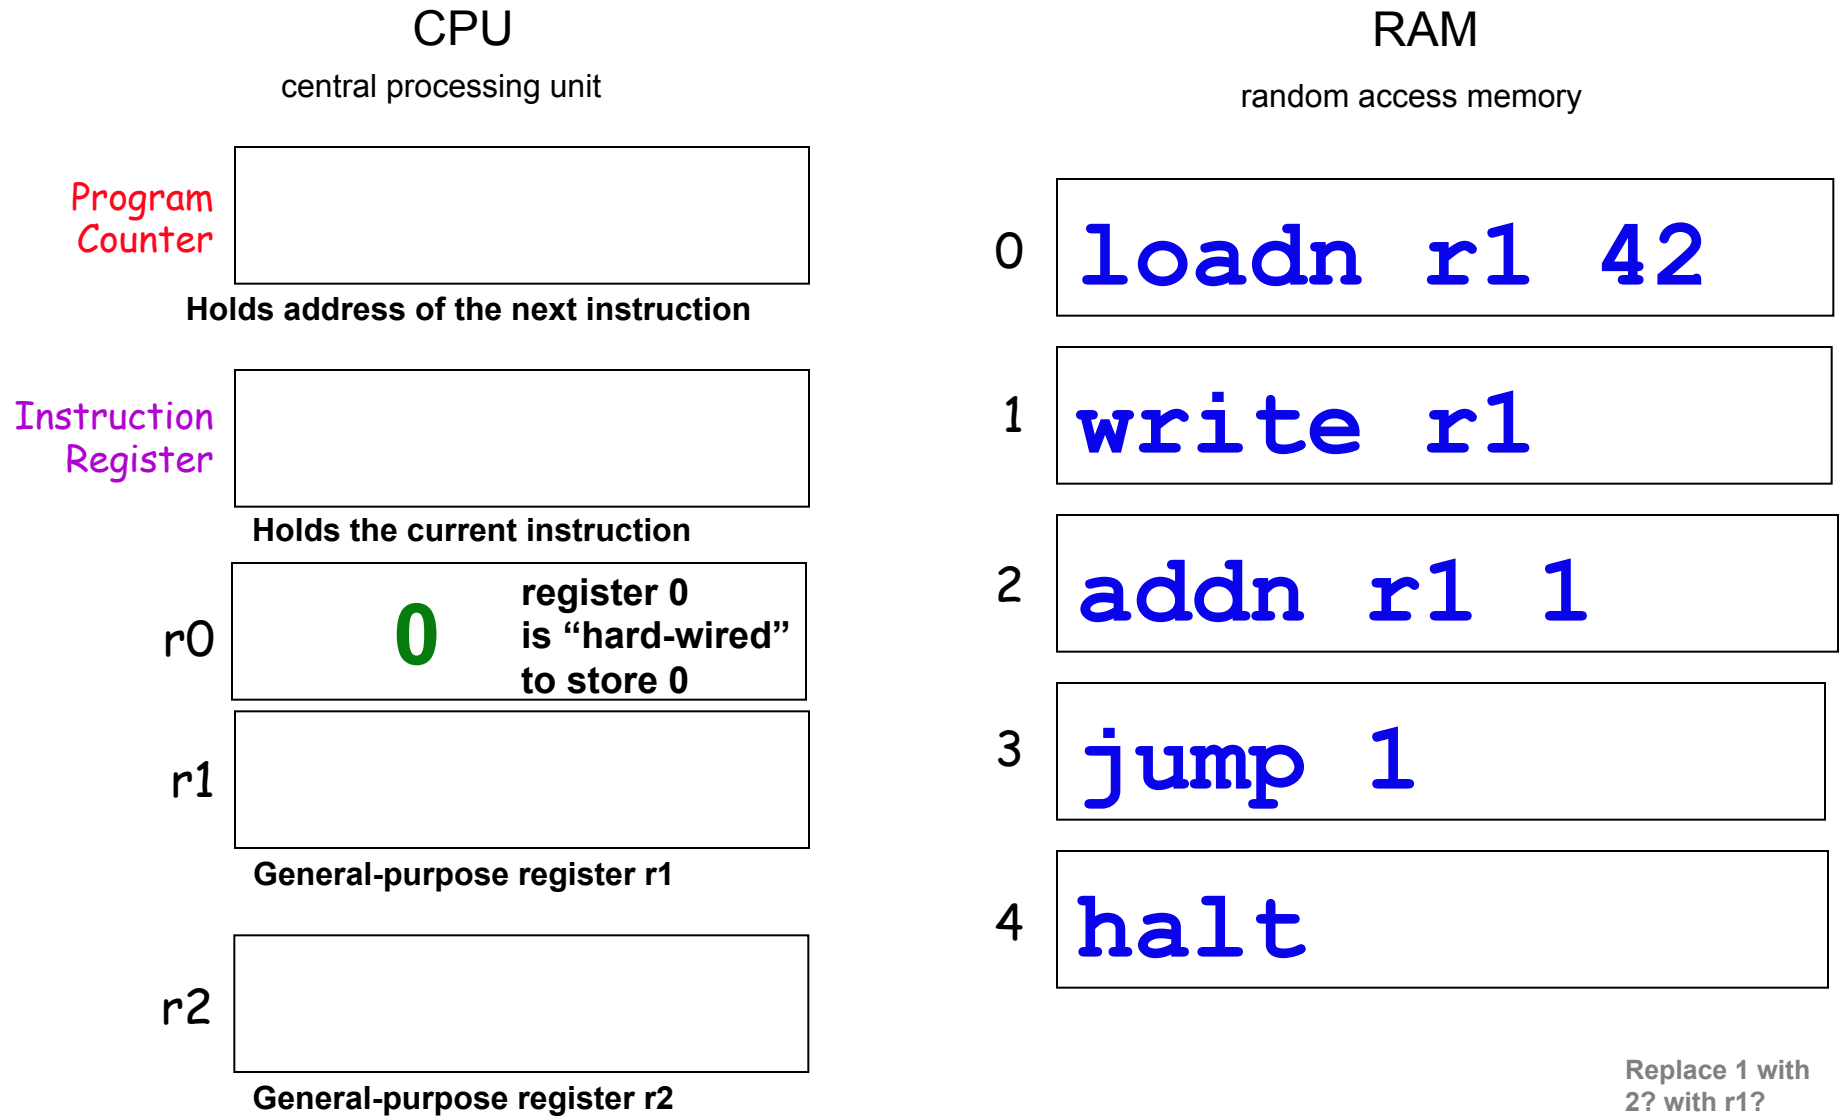 CPU
central processing unit
Program
Counter
Holds address of the next instruction
Instruction
Register
Holds the current instruction
r0
0
register 0
is “hard-wired”
to store 0
r1
General-purpose register r1
r2
General-purpose register r2
RAM
random access memory
0
loadn r1 42
1
write r1
2
addn r1 1
3
jump 1
4
halt
Replace 1 with
2? with r1?